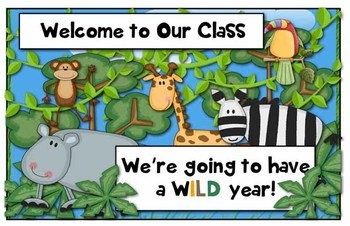 Welcome to Our Class
We're going to have
a WILD year!